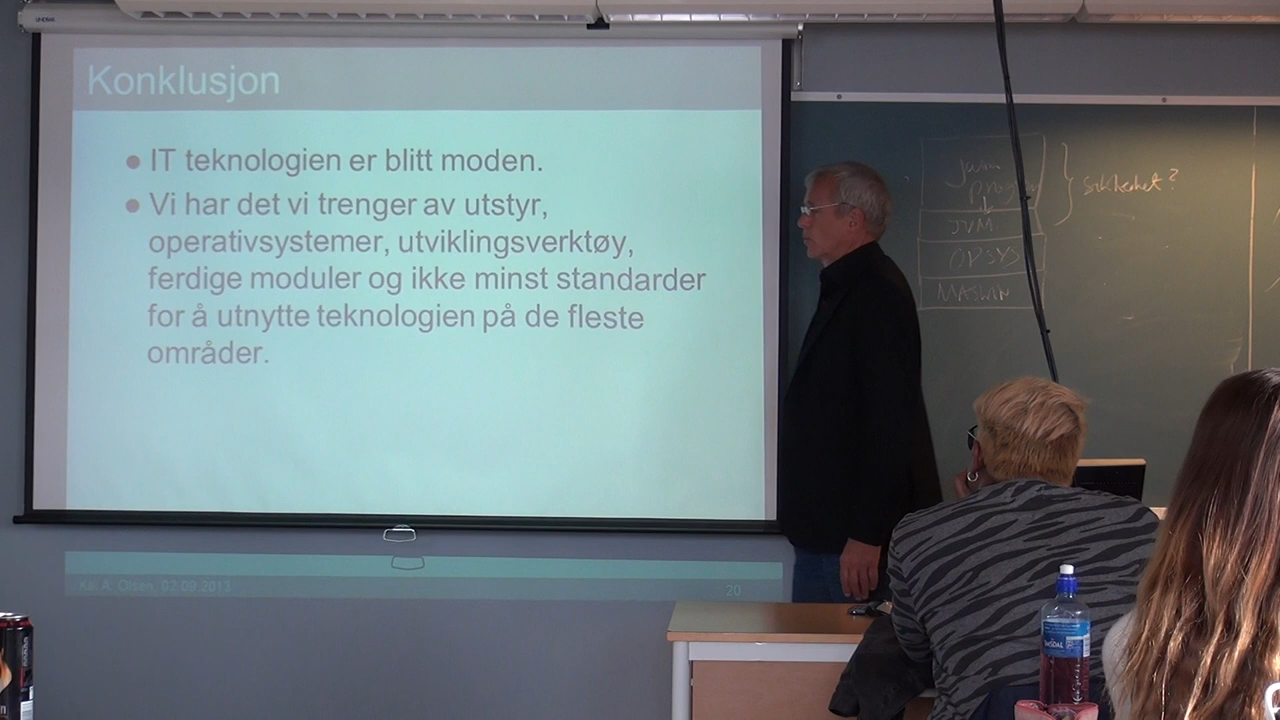 Konklusjon
● IT teknologien er blitt moden.
● Vi har det vi trenger av utstyr,
operativsystemer, utviklingsverktøy,
ferdige moduler og ikke minst standarder
for å utnytte teknologien på de fleste
områder.
Kai A. Olsen, 02.09.2013
20
Java
program
Sikkerhet?
JVM
OPSYS
MASKIN